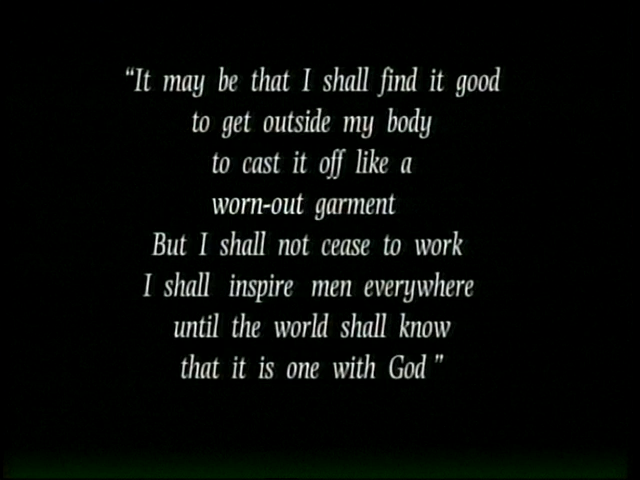 “It may be that I shall find it good
to get outside my body
to cast it off like a
worn-out garment
But I shall not cease to work
I shall inspire men everywhere
until the world shall know
that it is one with God ”